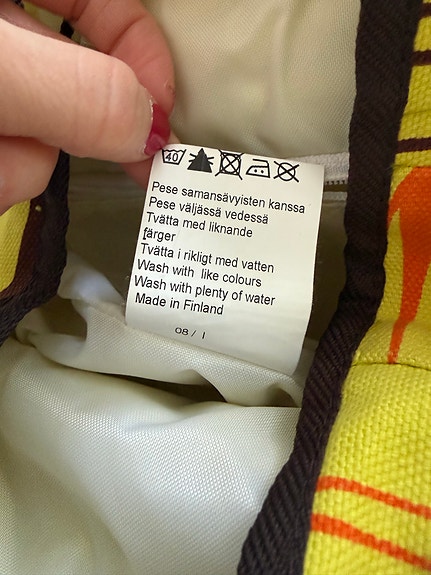 40
Pese samansävyisten kanssa
Pese väljässä vedessä
Tvätta med liknande
färger
Tvätta i rikligt med vatten
Wash with like colours
Wash with plenty of water
Made in Finland
08 / I